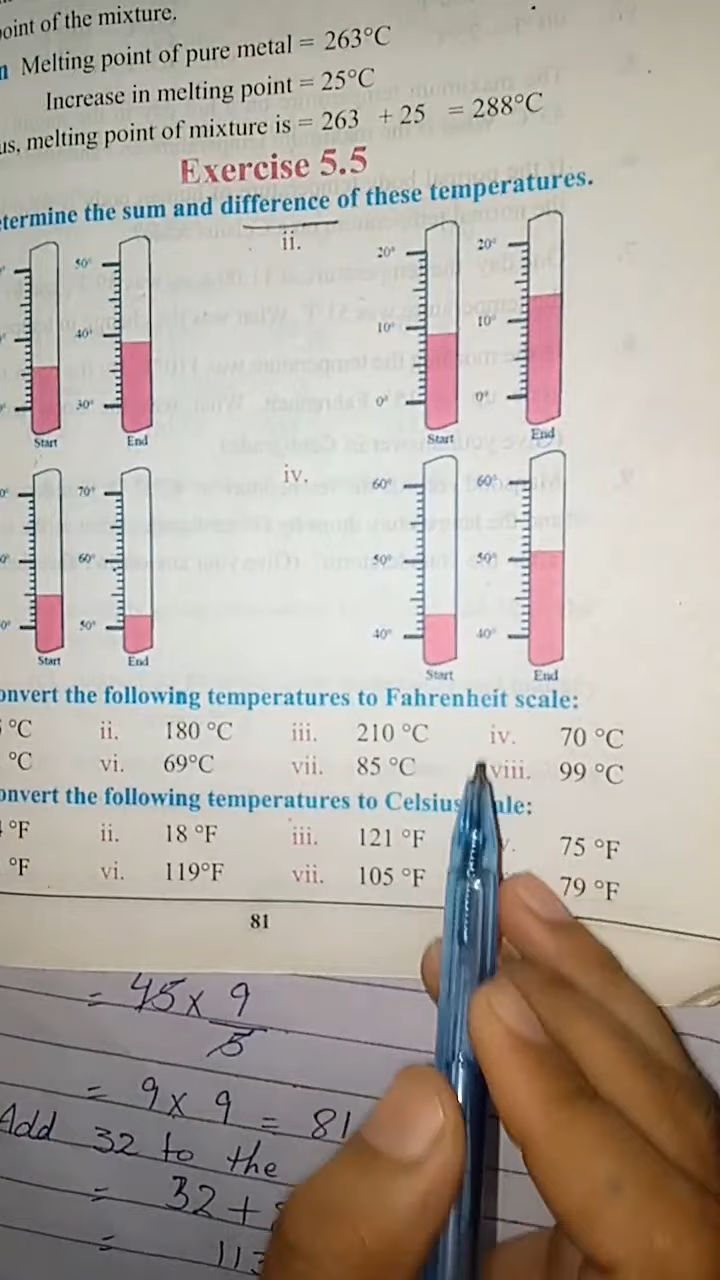 point of the mixture.
Melting point of pure metal = 263°C
Increase in melting point = 25°C
us, melting point of mixture is = 263 + 25 = 288°C
Exercise 5.5
etermine the sum and difference of these temperatures.
ii.
50° 20° 20°
40° 10° 10°
30° 0° 0°
Start End Start End
iv.
70° 60° 60°
60° 50° 50°
50° 40° 40°
Start End Start End
onvert the following temperatures to Fahrenheit scale:
°C ii. 180 °C iii. 210 °C iv. 70 °C
°C vi. 69°C vii. 85 °C viii. 99 °C
onvert the following temperatures to Celsius ale:
°F ii. 18 °F iii. 121 °F 75 °F
°F vi. 119°F vii. 105 °F 79 °F
81
= 45 × 9
5
= 9 × 9 = 81
Add 32 to the
= 32 +
= 113